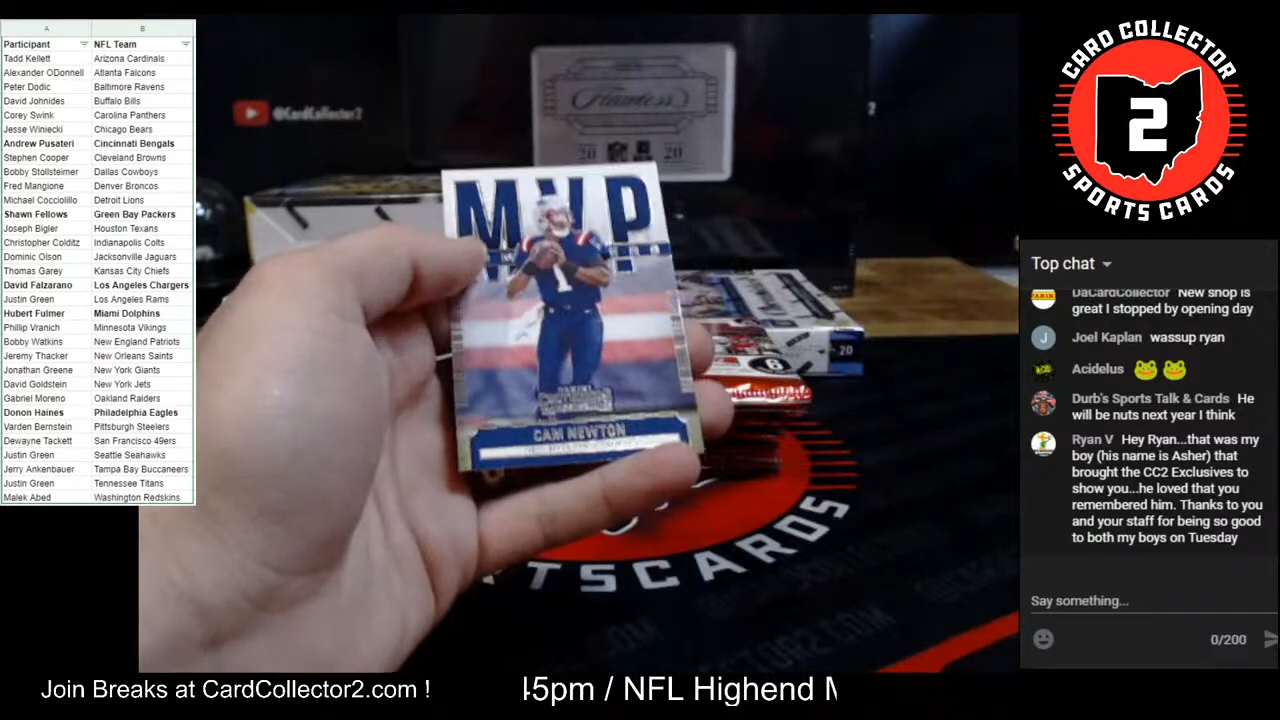 A B
Participant NFL Team
Tadd Kellett Arizona Cardinals
Alexander ODonnell Atlanta Falcons
Peter Dodic Baltimore Ravens
David Johnides Buffalo Bills
Corey Swink Carolina Panthers
Jesse Winiecki Chicago Bears
Andrew Pusateri Cincinnati Bengals
Stephen Cooper Cleveland Browns
Bobby Stollsteimer Dallas Cowboys
Fred Mangione Denver Broncos
Michael Cocciolillo Detroit Lions
Shawn Fellows Green Bay Packers
Joseph Bigler Houston Texans
Christopher Colditz Indianapolis Colts
Dominic Olson Jacksonville Jaguars
Thomas Garey Kansas City Chiefs
David Falzarano Los Angeles Chargers
Justin Green Los Angeles Rams
Hubert Fulmer Miami Dolphins
Phillip Vranich Minnesota Vikings
Bobby Watkins New England Patriots
Jeremy Thacker New Orleans Saints
Jonathan Greene New York Giants
David Goldstein New York Jets
Gabriel Moreno Oakland Raiders
Donon Haines Philadelphia Eagles
Varden Bernstein Pittsburgh Steelers
Dewayne Tackett San Francisco 49ers
Justin Green Seattle Seahawks
Jerry Ankenbauer Tampa Bay Buccaneers
Justin Green Tennessee Titans
Malek Abed Washington Redskins
@CardCollector2
Flawless
20 NFL 20
MVP
1
PANINI
CONTENDERS
CAM NEWTON
20
6
TSCARDS
CARD COLLECTOR
2
SPORTS CARDS
Top chat
DaCardCollector New shop is
great I stopped by opening day
J Joel Kaplan wassup ryan
Acidelus 🐸 🐸
Durb's Sports Talk & Cards He
will be nuts next year I think
Ryan V Hey Ryan...that was my
boy (his name is Asher) that
brought the CC2 Exclusives to
show you...he loved that you
remembered him. Thanks to you
and your staff for being so good
to both my boys on Tuesday
Say something...
0/200
Join Breaks at CardCollector2.com !
45pm / NFL Highend M